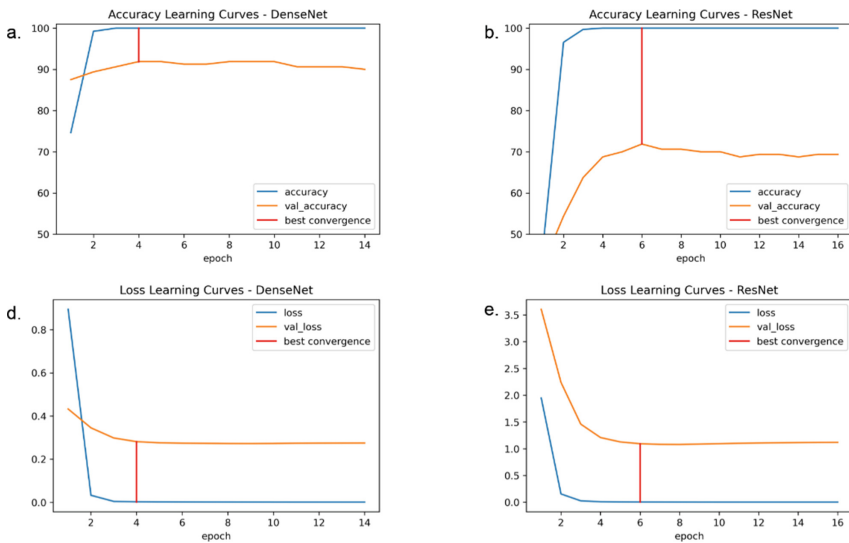 a.
Accuracy Learning Curves - DenseNet
100
90
80
70
60
50
accuracy
val_accuracy
best convergence
2 4 6 8 10 12 14
epoch
b.
Accuracy Learning Curves - ResNet
100
90
80
70
60
50
accuracy
val_accuracy
best convergence
2 4 6 8 10 12 14 16
epoch
d.
Loss Learning Curves - DenseNet
0.8
0.6
0.4
0.2
0.0
loss
val_loss
best convergence
2 4 6 8 10 12 14
epoch
e.
Loss Learning Curves - ResNet
3.5
3.0
2.5
2.0
1.5
1.0
0.5
0.0
loss
val_loss
best convergence
2 4 6 8 10 12 14 16
epoch